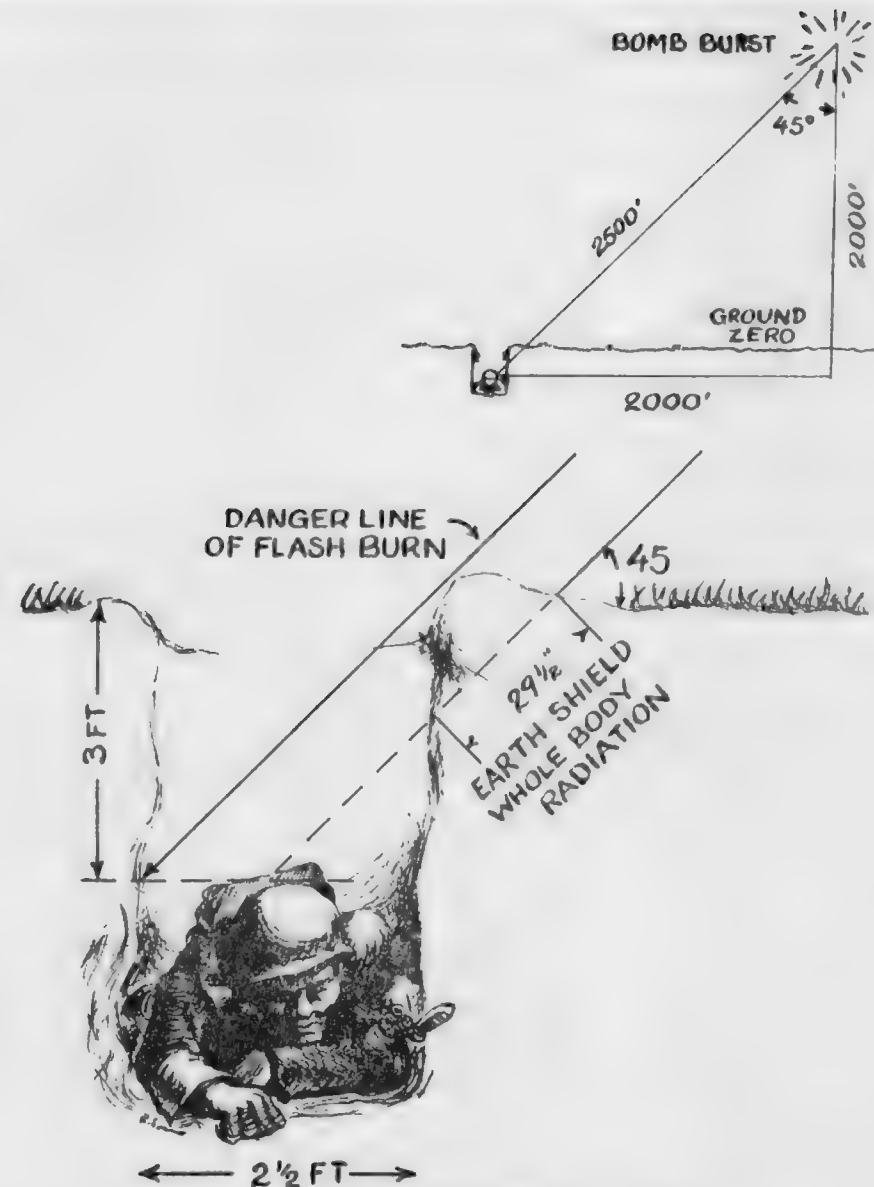 BOMB BURST
45°
2500'
2000'
GROUND
ZERO
2000'
DANGER LINE
OF FLASH BURN
45
3 FT
29½"
EARTH SHIELD
WHOLE BODY
RADIATION
2½ FT